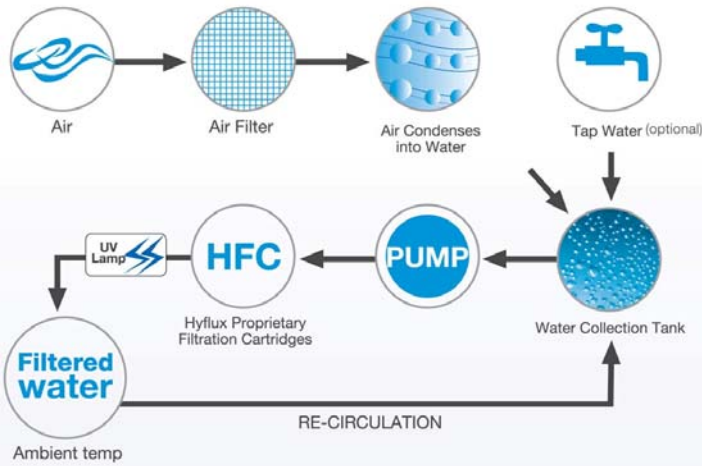 Air
Air Filter
Air Condenses
into Water
Tap Water (optional)
UV
Lamp
HFC
PUMP
Hyflux Proprietary
Filtration Cartridges
Water Collection Tank
Filtered
water
RE-CIRCULATION
Ambient temp